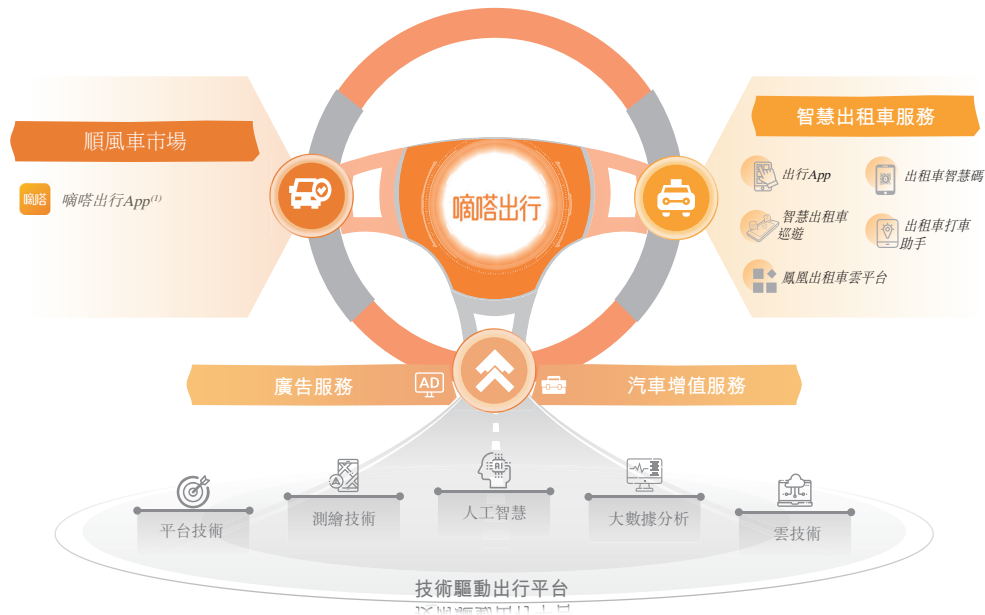 順風車市場
嘀嗒
嘀嗒出行App(1)
嘀嗒出行
智慧出租車服務
出行App
出租車智慧碼
智慧出租車
巡遊
出租車打車
助手
鳳凰出租車雲平台
廣告服務
AD
汽車增值服務
AI
平台技術
測繪技術
人工智慧
大數據分析
雲技術
技術驅動出行平台